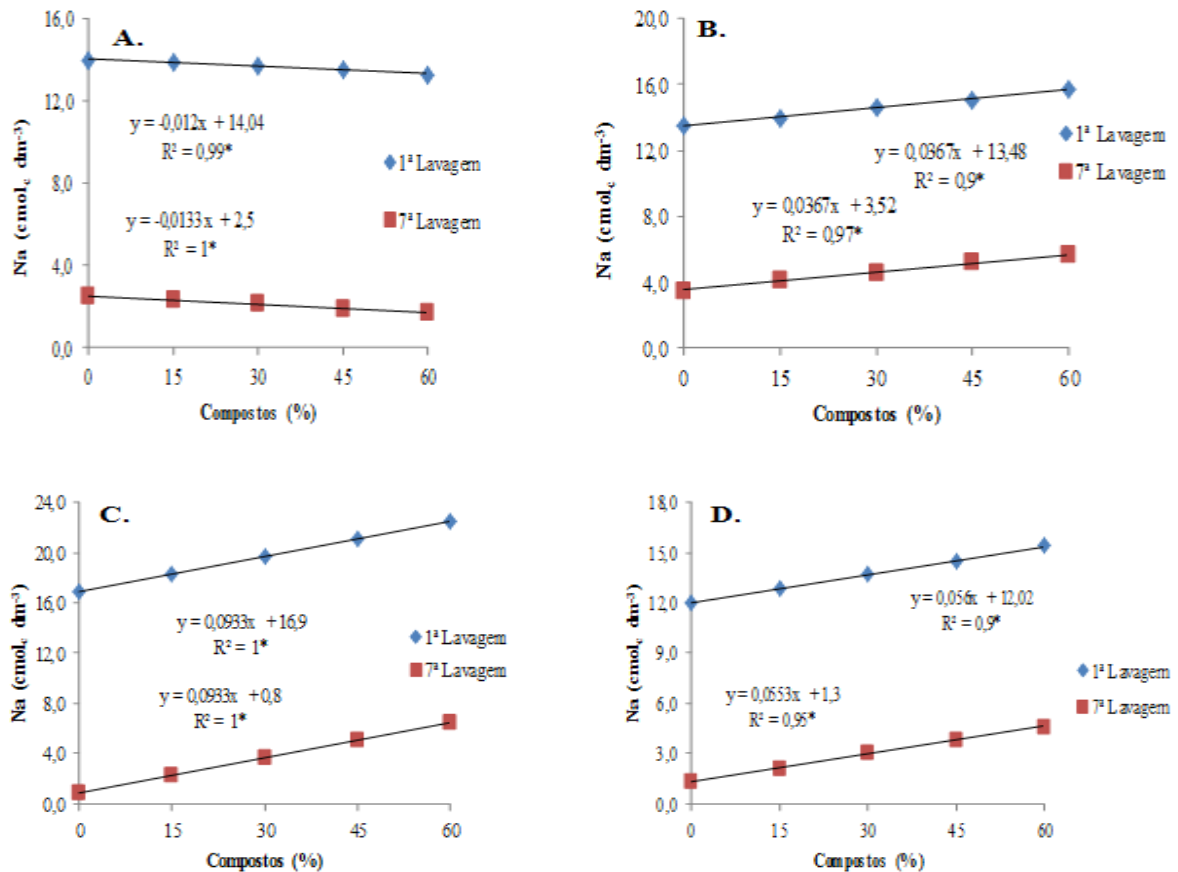 A.
16,0
12,0
8,0
4,0
0,0
Na (cmolc dm-3)
y = -0,012x + 14,04
R² = 0,99*
y = -0,0133x + 2,5
R² = 1*
1ª Lavagem
7ª Lavagem
0 15 30 45 60
Compostos (%)
B.
20,0
16,0
12,0
8,0
4,0
0,0
Na (cmolc dm-3)
y = 0,0367x + 13,48
R² = 0,9*
y = 0,0367x + 3,52
R² = 0,97*
1ª Lavagem
7ª Lavagem
0 15 30 45 60
Compostos (%)
C.
24,0
20,0
16,0
12,0
8,0
4,0
0,0
Na (cmolc dm-3)
y = 0,0933x + 16,9
R² = 1*
y = 0,0933x + 0,8
R² = 1*
1ª Lavagem
7ª Lavagem
0 15 30 45 60
Compostos (%)
D.
18,0
15,0
12,0
9,0
6,0
3,0
0,0
Na (cmolc dm-3)
y = 0,056x + 12,02
R² = 0,9*
y = 0,0553x + 1,3
R² = 0,95*
1ª Lavagem
7ª Lavagem
0 15 30 45 60
Compostos (%)